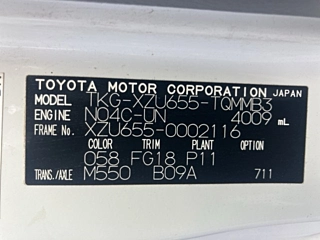 TOYOTA MOTOR CORPORATION JAPAN
MODEL TKG-XZU655-TQMMB3
ENGINE N04C-UN 4009 mL
FRAME No. XZU655-0002116
COLOR TRIM PLANT
058 FG18 P11
TRANS./AXLE M550 B09A 711